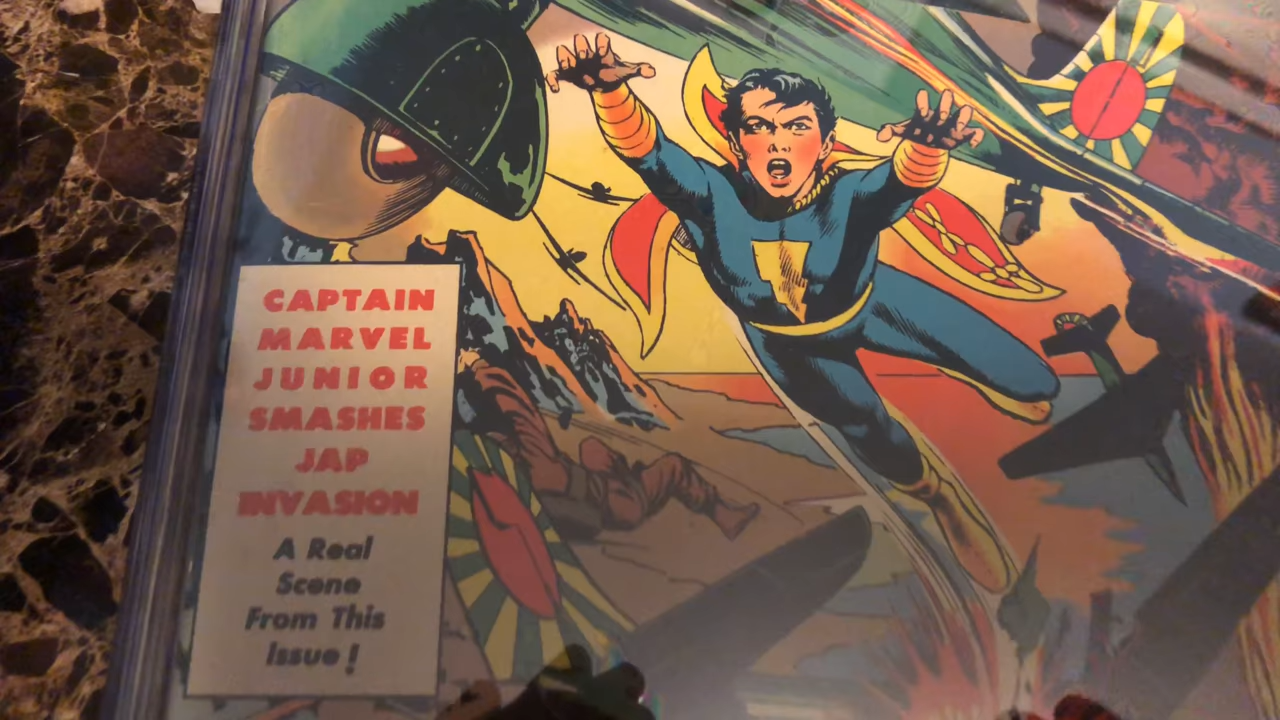 CAPTAIN
MARVEL
JUNIOR
SMASHES
JAP
INVASION
A Real
Scene
From This
Issue!